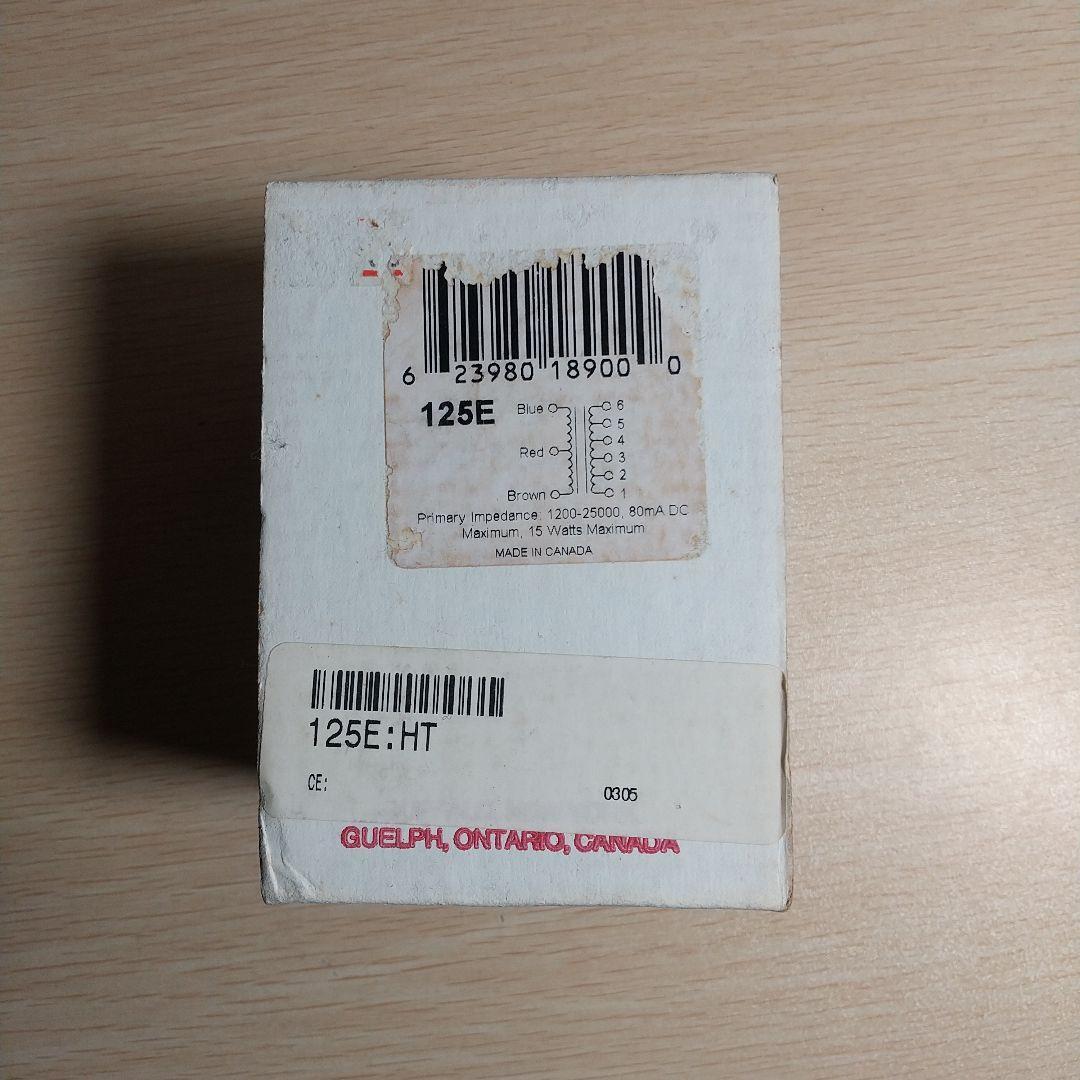 6 23980 18900 0
125E
Blue 6
5
4
Red 3
2
Brown 1
Primary Impedance: 1200-25000, 80mA DC
Maximum, 15 Watts Maximum
MADE IN CANADA
125E:HT
CE:
0305
GUELPH, ONTARIO, CANADA